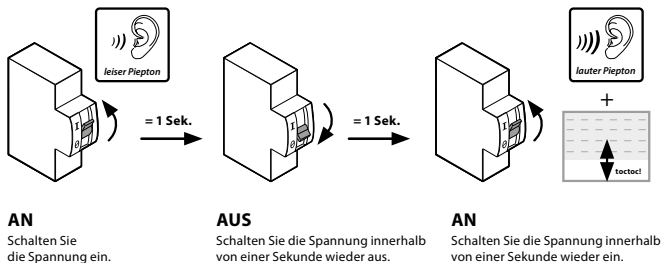 leiser Piepton
= 1 Sek.
= 1 Sek.
lauter Piepton
+
toctoc!
I
0
I
0
I
0
AN
Schalten Sie
die Spannung ein.
AUS
Schalten Sie die Spannung innerhalb
von einer Sekunde wieder aus.
AN
Schalten Sie die Spannung innerhalb
von einer Sekunde wieder ein.